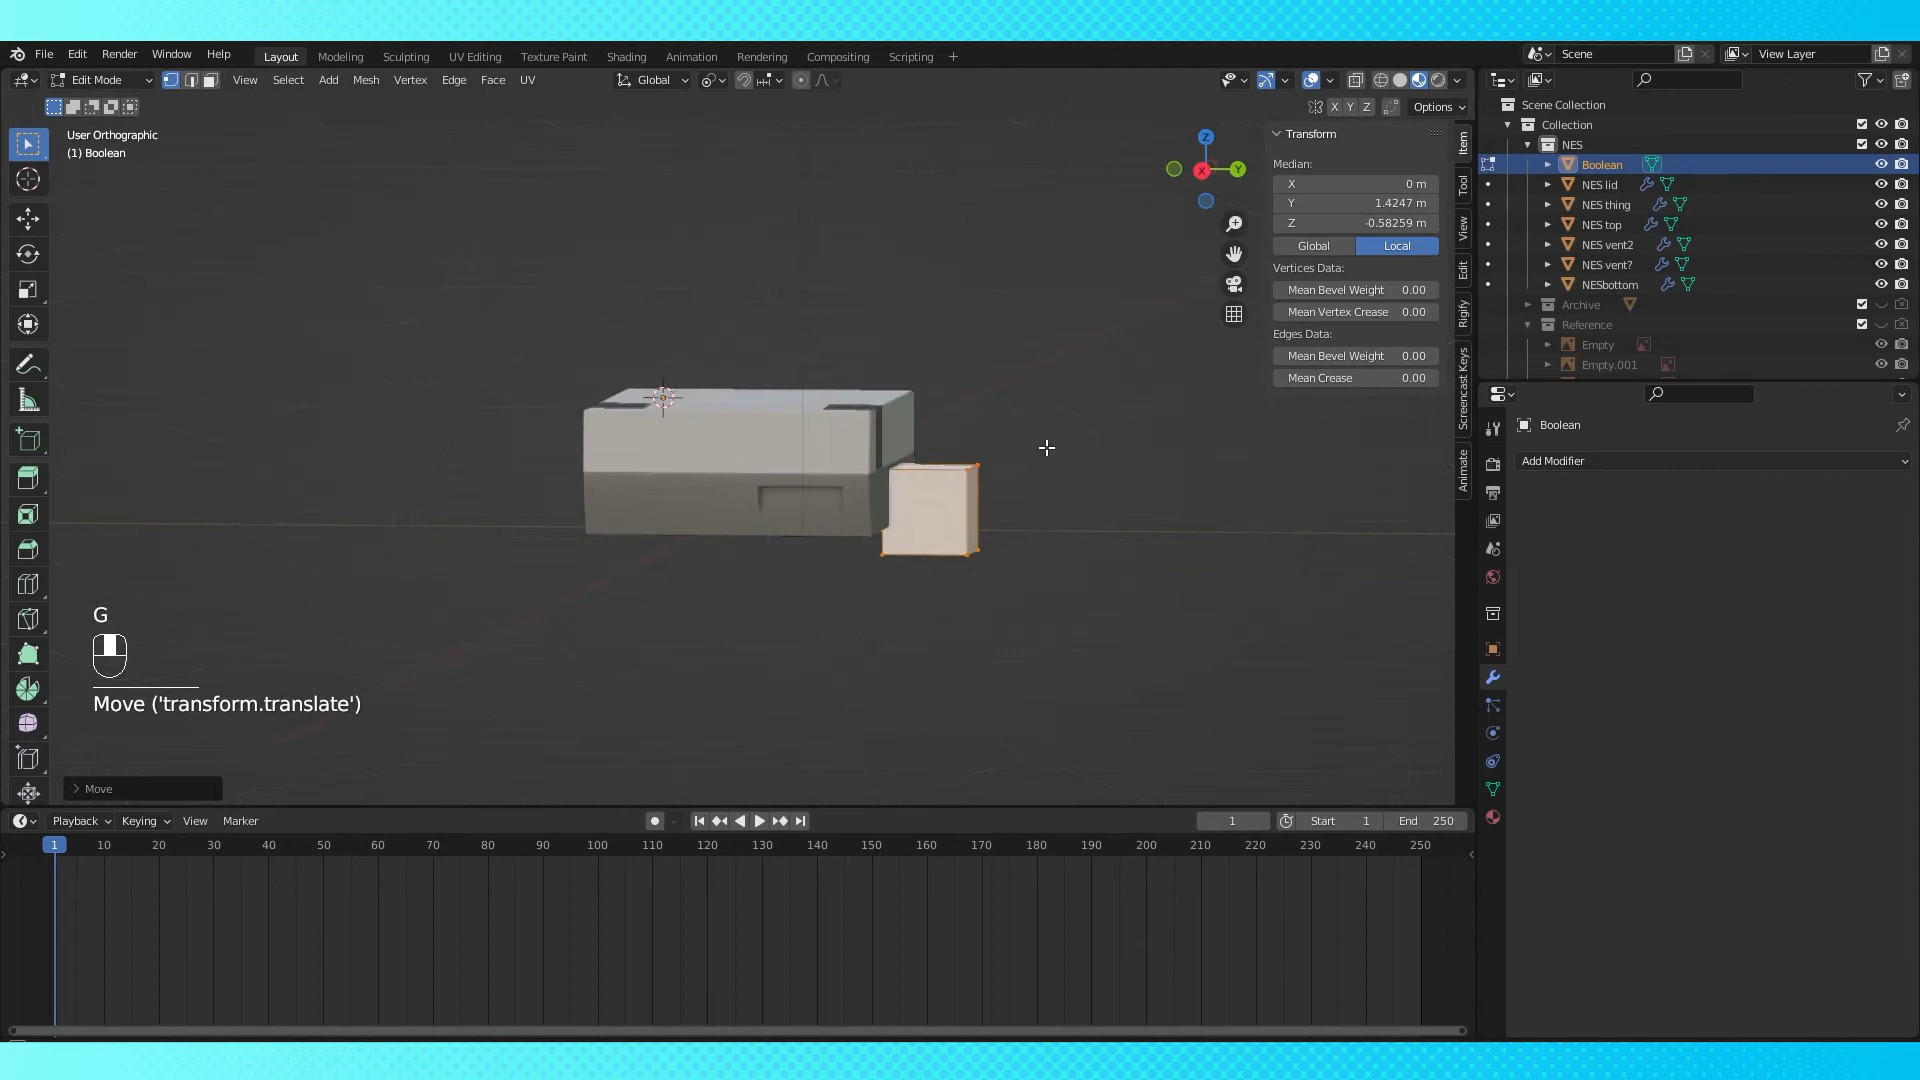 File Edit Render Window Help Layout Modeling Sculpting UV Editing Texture Paint Shading Animation Rendering Compositing Scripting + Scene View Layer
Edit Mode View Select Add Mesh Vertex Edge Face UV Global
X Y Z Options
User Orthographic
(1) Boolean
Z
Y
X
Transform
Median:
X 0 m
Y 1.4247 m
Z -0.58259 m
Global Local
Vertices Data:
Mean Bevel Weight 0.00
Mean Vertex Crease 0.00
Edges Data:
Mean Bevel Weight 0.00
Mean Crease 0.00
Item
Tool
View
Edit
Rigify
Screencast Keys
Animate
Scene Collection
Collection
NES
Boolean
NES lid
NES thing
NES top
NES vent2
NES vent?
NESbottom
Archive
Reference
Empty
Empty.001
Boolean
Add Modifier
G
Move ('transform.translate')
Move
Playback Keying View Marker 1 Start 1 End 250
1 10 20 30 40 50 60 70 80 90 100 110 120 130 140 150 160 170 180 190 200 210 220 230 240 250